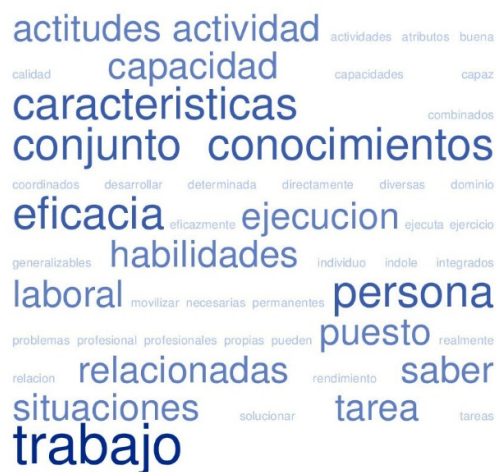 actitudes actividad actividades atributos buena
calidad capacidad capacidades capaz
caracteristicas combinados
conjunto conocimientos
coordinados desarrollar determinada directamente diversas dominio
eficacia eficazmente ejecucion ejecuta ejercicio
generalizables habilidades individuo indole integrados
laboral movilizar necesarias permanentes persona
problemas profesional profesionales propias pueden puesto realmente
relacion relacionadas rendimiento saber
situaciones solucionar tarea tareas
trabajo